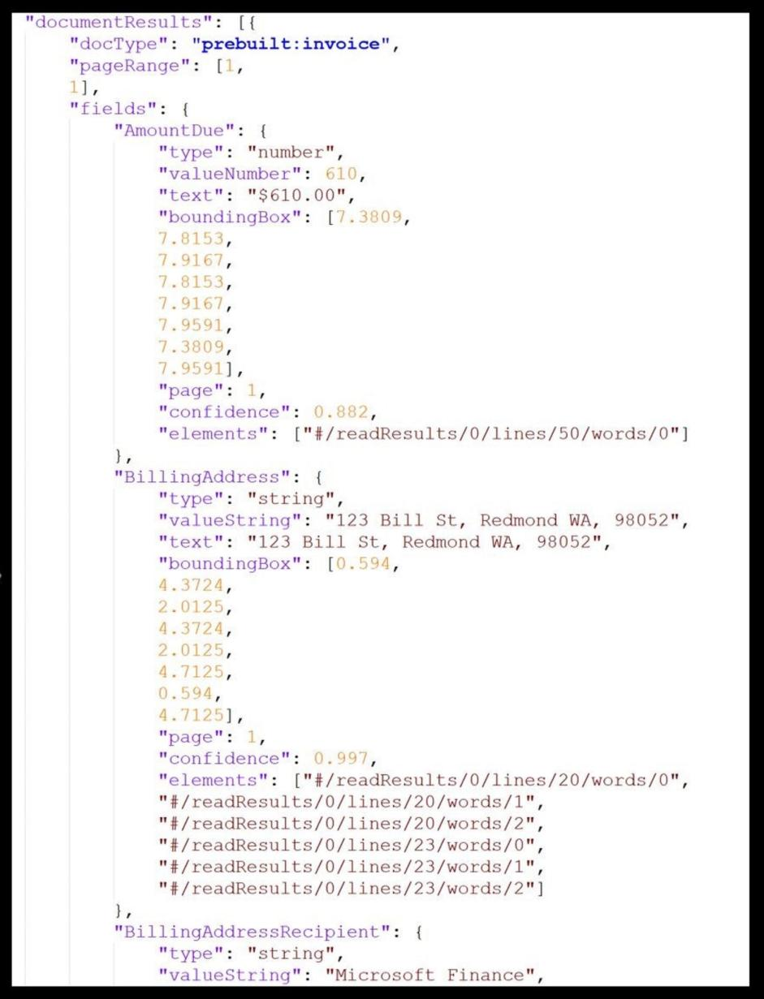 "documentResults": [{
"docType": "prebuilt:invoice",
"pageRange": [1,
1],
"fields": {
"AmountDue": {
"type": "number",
"valueNumber": 610,
"text": "$610.00",
"boundingBox": [7.3809,
7.8153,
7.9167,
7.8153,
7.9167,
7.9591,
7.3809,
7.9591],
"page": 1,
"confidence": 0.882,
"elements": ["#/readResults/0/lines/50/words/0"]
},
"BillingAddress": {
"type": "string",
"valueString": "123 Bill St, Redmond WA, 98052",
"text": "123 Bill St, Redmond WA, 98052",
"boundingBox": [0.594,
4.3724,
2.0125,
4.3724,
2.0125,
4.7125,
0.594,
4.7125],
"page": 1,
"confidence": 0.997,
"elements": ["#/readResults/0/lines/20/words/0",
"#/readResults/0/lines/20/words/1",
"#/readResults/0/lines/20/words/2",
"#/readResults/0/lines/23/words/0",
"#/readResults/0/lines/23/words/1",
"#/readResults/0/lines/23/words/2"]
},
"BillingAddressRecipient": {
"type": "string",
"valueString": "Microsoft Finance",